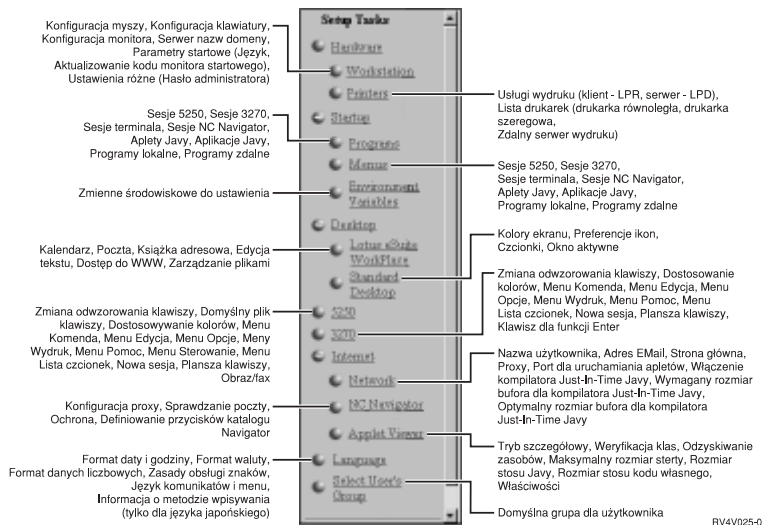 Setup Tasks
Konfiguracja myszy, Konfiguracja klawiatury,
Konfiguracja monitora, Serwer nazw domeny,
Parametry startowe (Język,
Aktualizowanie kodu monitora startowego),
Ustawienia różne (Hasło administratora)
Hardware
Workstation
Printers
Usługi wydruku (klient - LPR, serwer - LPD),
Lista drukarek (drukarka równoległa, drukarka
szeregowa,
Zdalny serwer wydruku)
Sesje 5250, Sesje 3270,
Sesje terminala, Sesje NC Navigator,
Aplety Javy, Aplikacje Javy,
Programy lokalne, Programy zdalne
Startup
Programs
Menus
Sesje 5250, Sesje 3270,
Sesje terminala, Sesje NC Navigator,
Aplety Javy, Aplikacje Javy,
Programy lokalne, Programy zdalne
Zmienne środowiskowe do ustawienia
Environment
Variables
Desktop
Kalendarz, Poczta, Książka adresowa, Edycja
tekstu, Dostęp do WWW, Zarządzanie plikami
Lotus eSuite
WorkPlace
Standard
Desktop
Kolory ekranu, Preferencje ikon,
Czcionki, Okno aktywne
Zmiana odwzorowania klawiszy, Domyślny plik
klawiszy, Dostosowywanie kolorów, Menu
Komenda, Menu Edycja, Menu Opcje, Meny
Wydruk, Menu Pomoc, Menu Sterowanie, Menu
Lista czcionek, Nowa sesja, Plansza klawiszy,
Obraz/fax
5250
3270
Zmiana odwzorowania klawiszy, Dostosowanie
kolorów, Menu Komenda, Menu Edycja, Menu
Opcje, Menu Wydruk, Menu Pomoc, Menu
Lista czcionek, Nowa sesja, Plansza klawiszy,
Klawisz dla funkcji Enter
Internet
Network
Nazwa użytkownika, Adres EMail, Strona główna,
Proxy, Port dla uruchamiania apletów, Włączenie
kompilatora Just-In-Time Javy, Wymagany rozmiar
bufora dla kompilatora Just-In-Time Javy,
Optymalny rozmiar bufora dla kompilatora
Just-In-Time Javy
Konfiguracja proxy, Sprawdzanie poczty,
Ochrona, Definiowanie przycisków katalogu
Navigator
NC Navigator
Applet Viewer
Tryb szczegółowy, Weryfikacja klas, Odzyskiwanie
zasobów, Maksymalny rozmiar sterty, Rozmiar
stosu Javy, Rozmiar stosu kodu własnego,
Właściwości
Format daty i godziny, Format waluty,
Format danych liczbowych, Zasady obsługi znaków,
Język komunikatów i menu,
Informacja o metodzie wpisywania
(tylko dla języka japońskiego)
Language
Select User's
Group
Domyślna grupa dla użytkownika
RV4V025-0